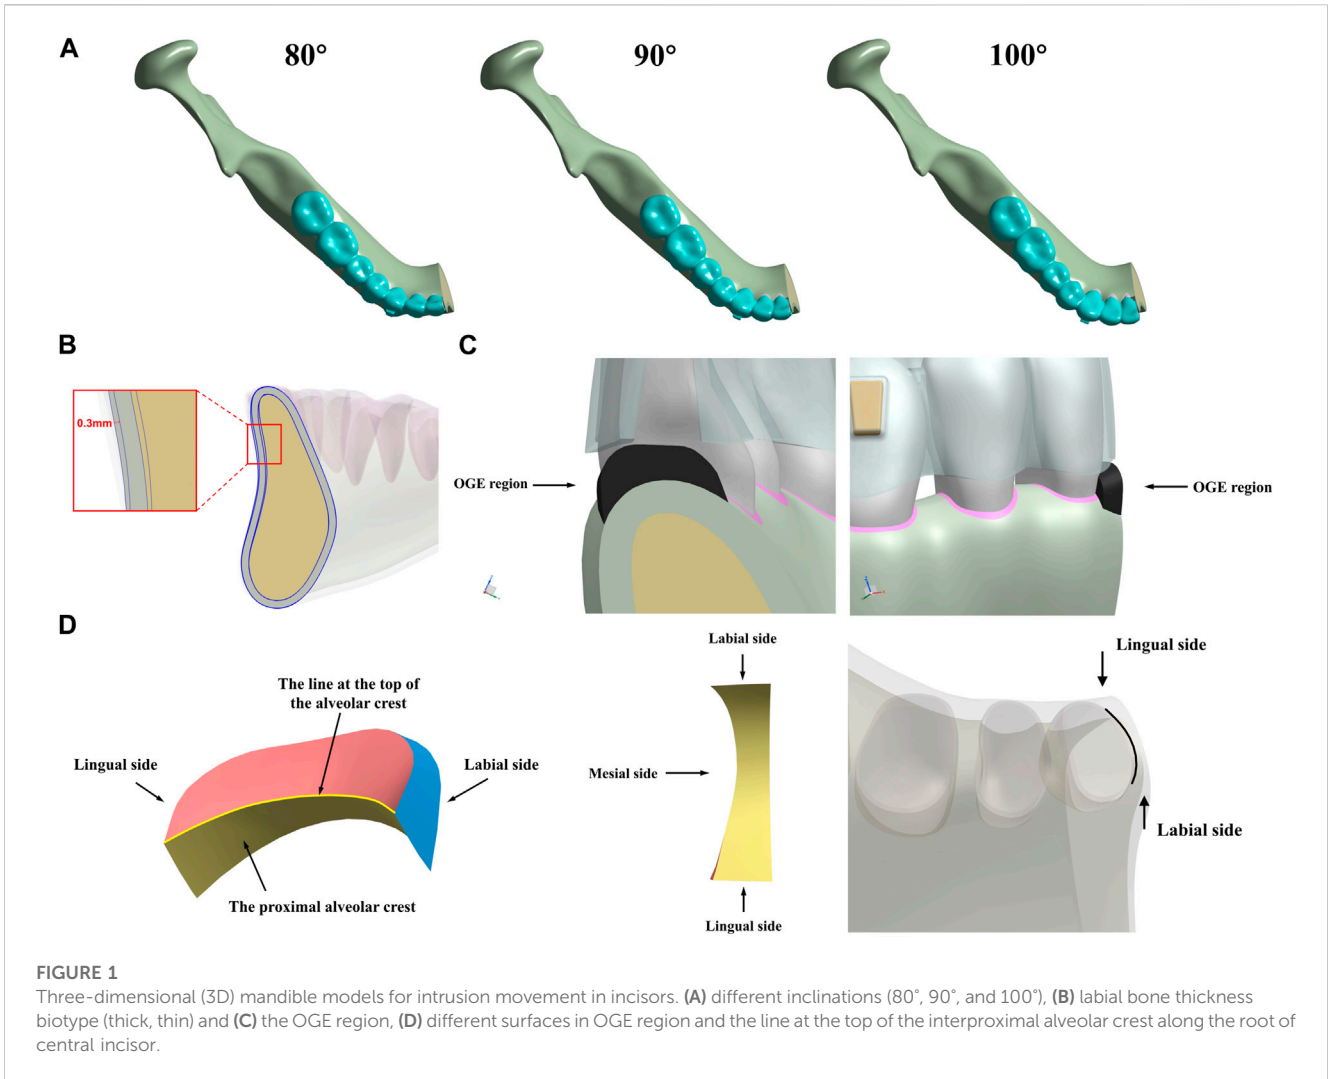 A
80°
90°
100°
B
0.3mm
C
OGE region
OGE region
D
The line at the top of
the alveolar crest
Lingual side
Labial side
The proximal alveolar crest
Labial side
Mesial side
Lingual side
Lingual side
Labial side
FIGURE 1
Three-dimensional (3D) mandible models for intrusion movement in incisors. (A) different inclinations (80°, 90°, and 100°), (B) labial bone thickness
biotype (thick, thin) and (C) the OGE region, (D) different surfaces in OGE region and the line at the top of the interproximal alveolar crest along the root of
central incisor.